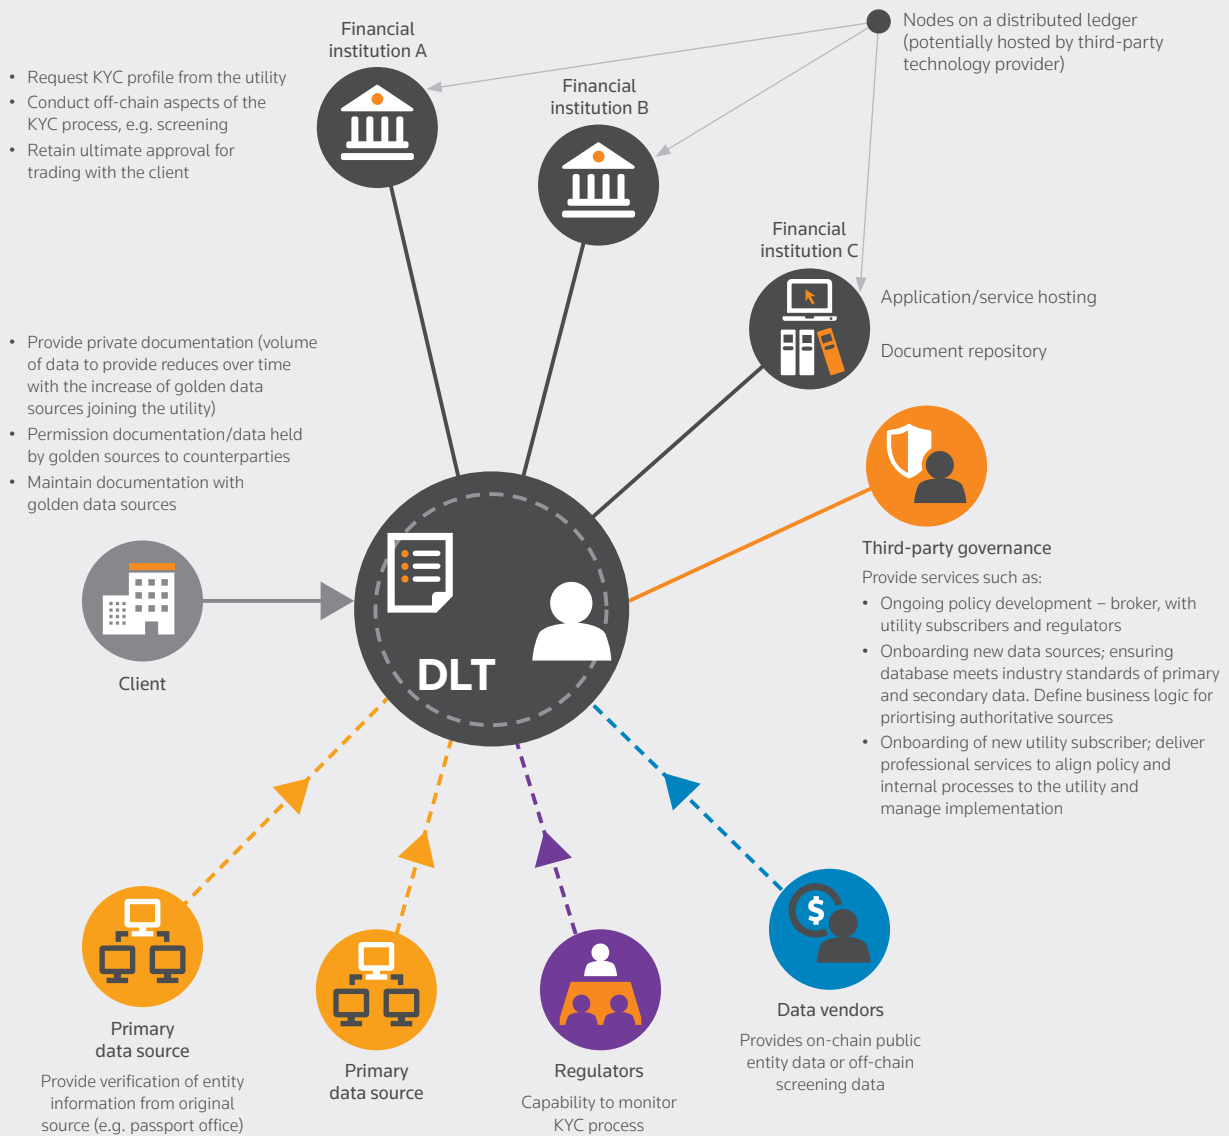 Financial
institution A
Nodes on a distributed ledger
(potentially hosted by third-party
technology provider)
• Request KYC profile from the utility
• Conduct off-chain aspects of the
KYC process, e.g. screening
• Retain ultimate approval for
trading with the client
Financial
institution B
Financial
institution C
Application/service hosting
Document repository
• Provide private documentation (volume
of data to provide reduces over time
with the increase of golden data
sources joining the utility)
• Permission documentation/data held
by golden sources to counterparties
• Maintain documentation with
golden data sources
Client
DLT
Third-party governance
Provide services such as:
• Ongoing policy development – broker, with
utility subscribers and regulators
• Onboarding new data sources; ensuring
database meets industry standards of primary
and secondary data. Define business logic for
priortising authoritative sources
• Onboarding of new utility subscriber; deliver
professional services to align policy and
internal processes to the utility and
manage implementation
Primary
data source
Provide verification of entity
information from original
source (e.g. passport office)
Primary
data source
Regulators
Capability to monitor
KYC process
$
Data vendors
Provides on-chain public
entity data or off-chain
screening data